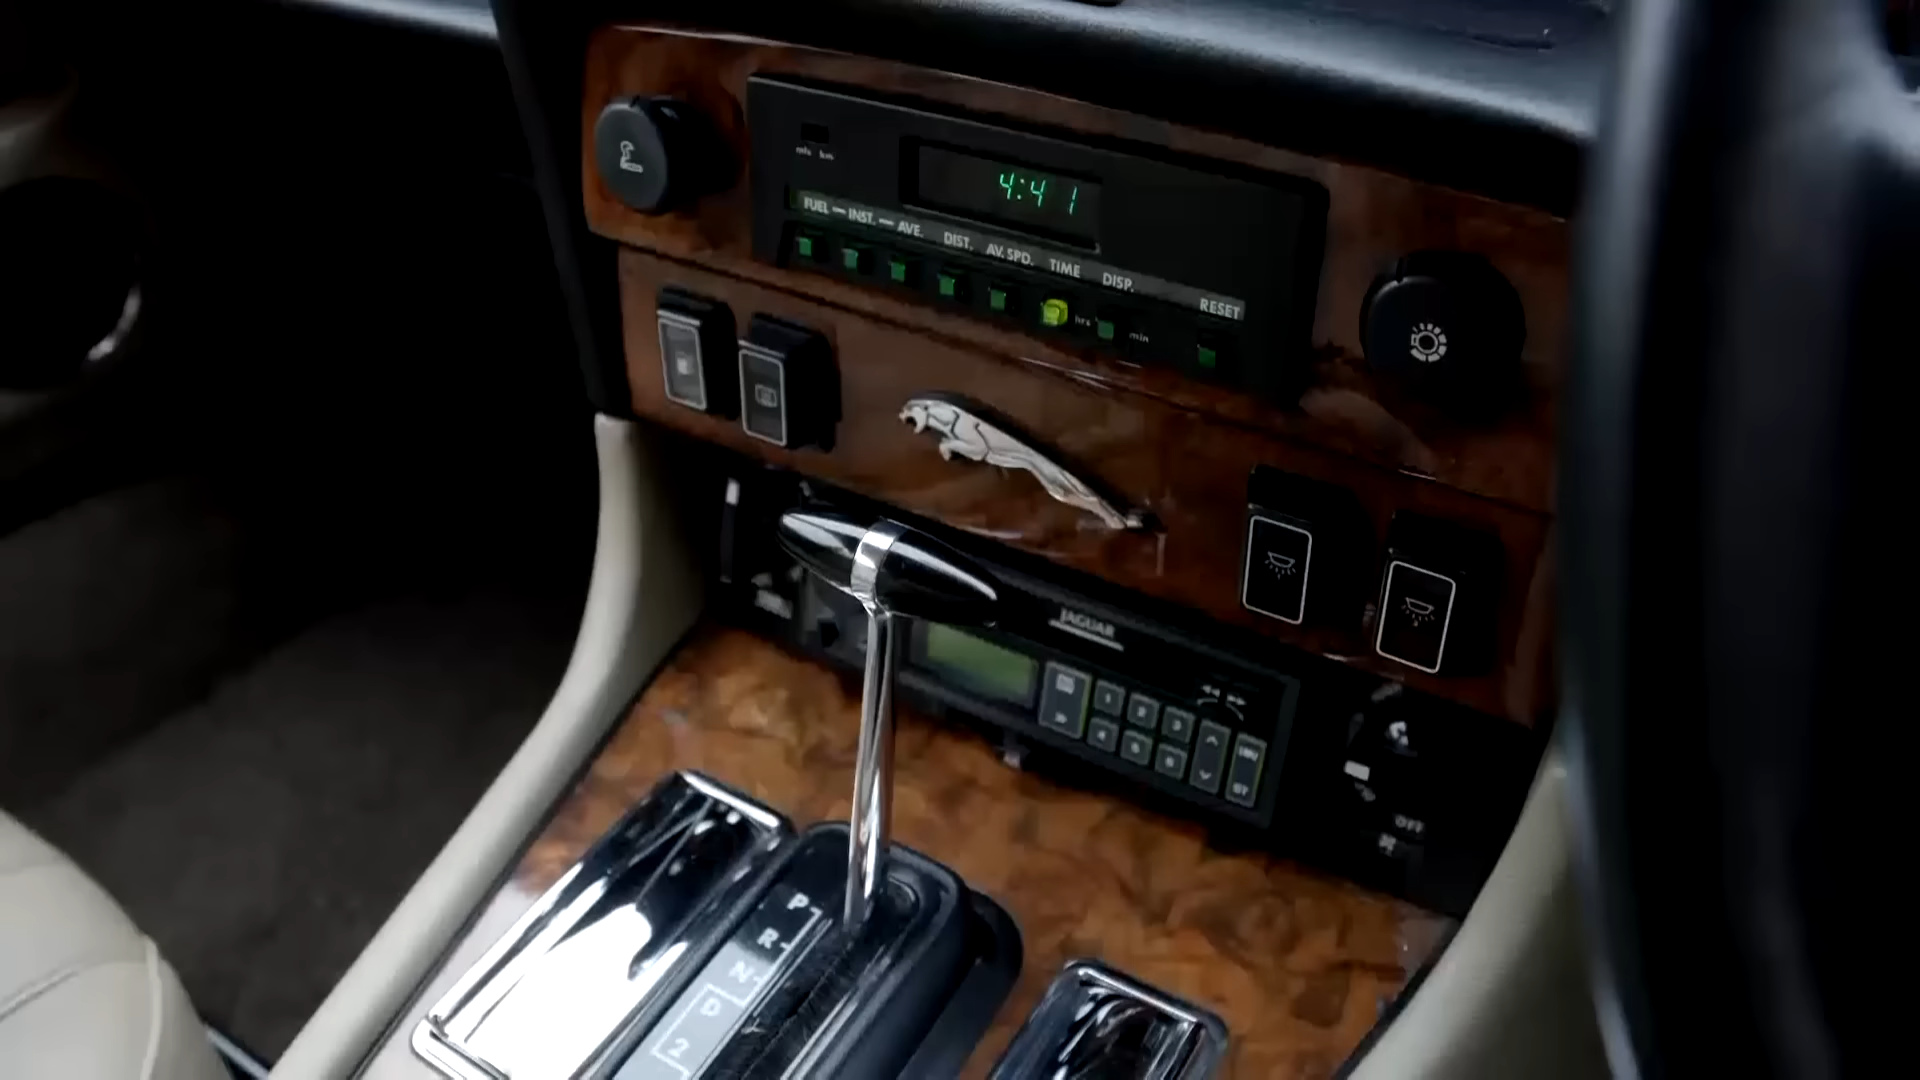 mls km
4:41
FUEL — INST. — AVE. DIST. AV. SPD. TIME DISP. RESET
hrs min
JAGUAR
1 2 3
4 5 6
OFF
P
R
N
D
2